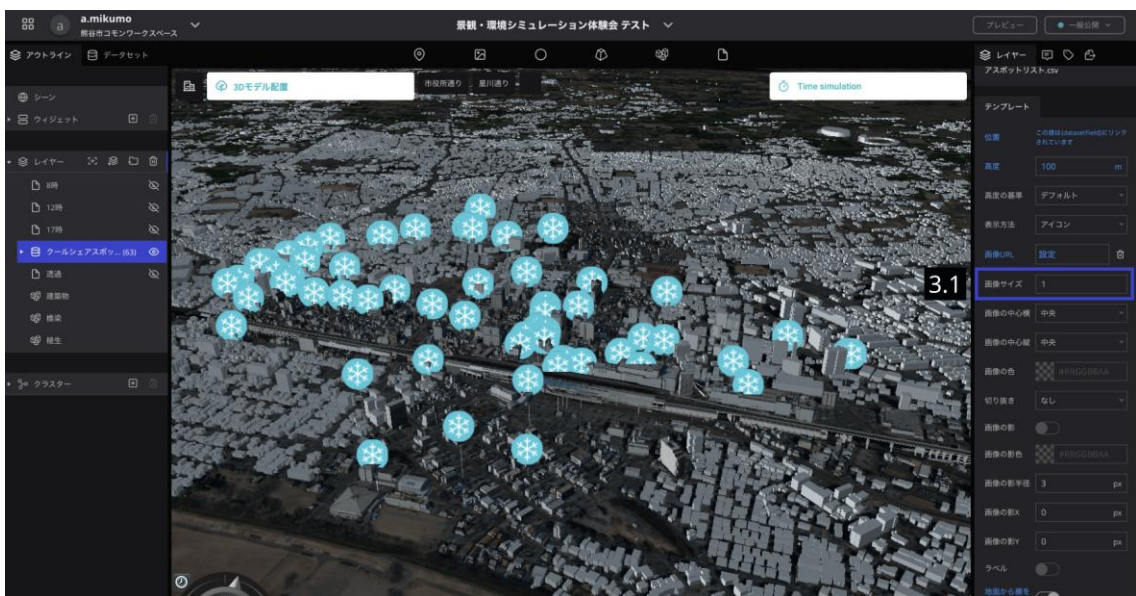 a
a.mikumo
熊谷市コモンワークスペース
景観・環境シミュレーション体験会 テスト
プレビュー
一般公開
アウトライン
データセット
レイヤー
シーン
ウィジェット
レイヤー
8時
12時
17時
クールシェアスポッ... (63)
透過
建築物
橋梁
植生
クラスター
3Dモデル配置
市役所通り
星川通り
Time simulation
3.1
アスポットリスト.csv
テンプレート
位置
この値は(datasetField)にリンク
されています
高度
100
m
高度の基準
デフォルト
表示方法
アイコン
画像URL
設定
画像サイズ
1
画像の中心横
中央
画像の中心縦
中央
画像の色
#RRGGBBAA
切り抜き
なし
画像の影
画像の影色
#RRGGBBAA
画像の影半径
3
px
画像の影X
0
px
画像の影Y
0
px
ラベル
地面から線を